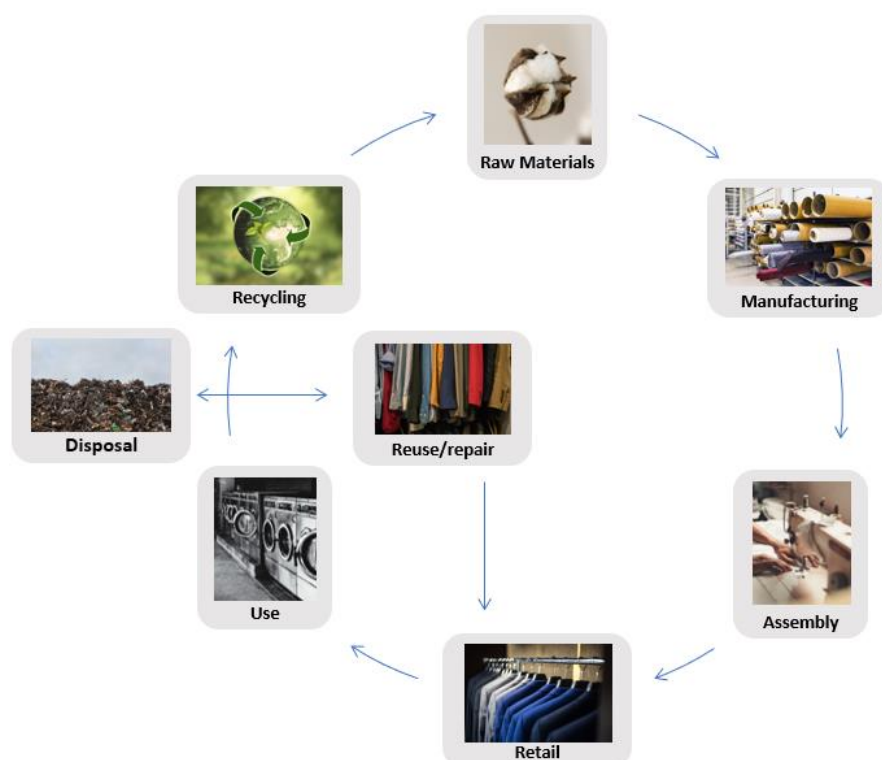 Raw Materials
Recycling
Manufacturing
Disposal
Reuse/repair
Use
Assembly
Retail